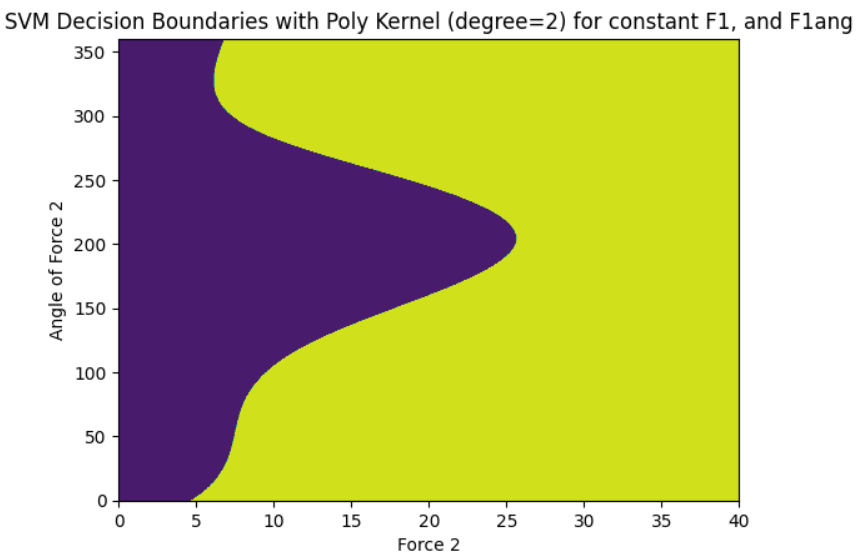 SVM Decision Boundaries with Poly Kernel (degree=2) for constant F1, and F1ang
350
300
250
200
150
100
50
0
Angle of Force 2
0 5 10 15 20 25 30 35 40
Force 2